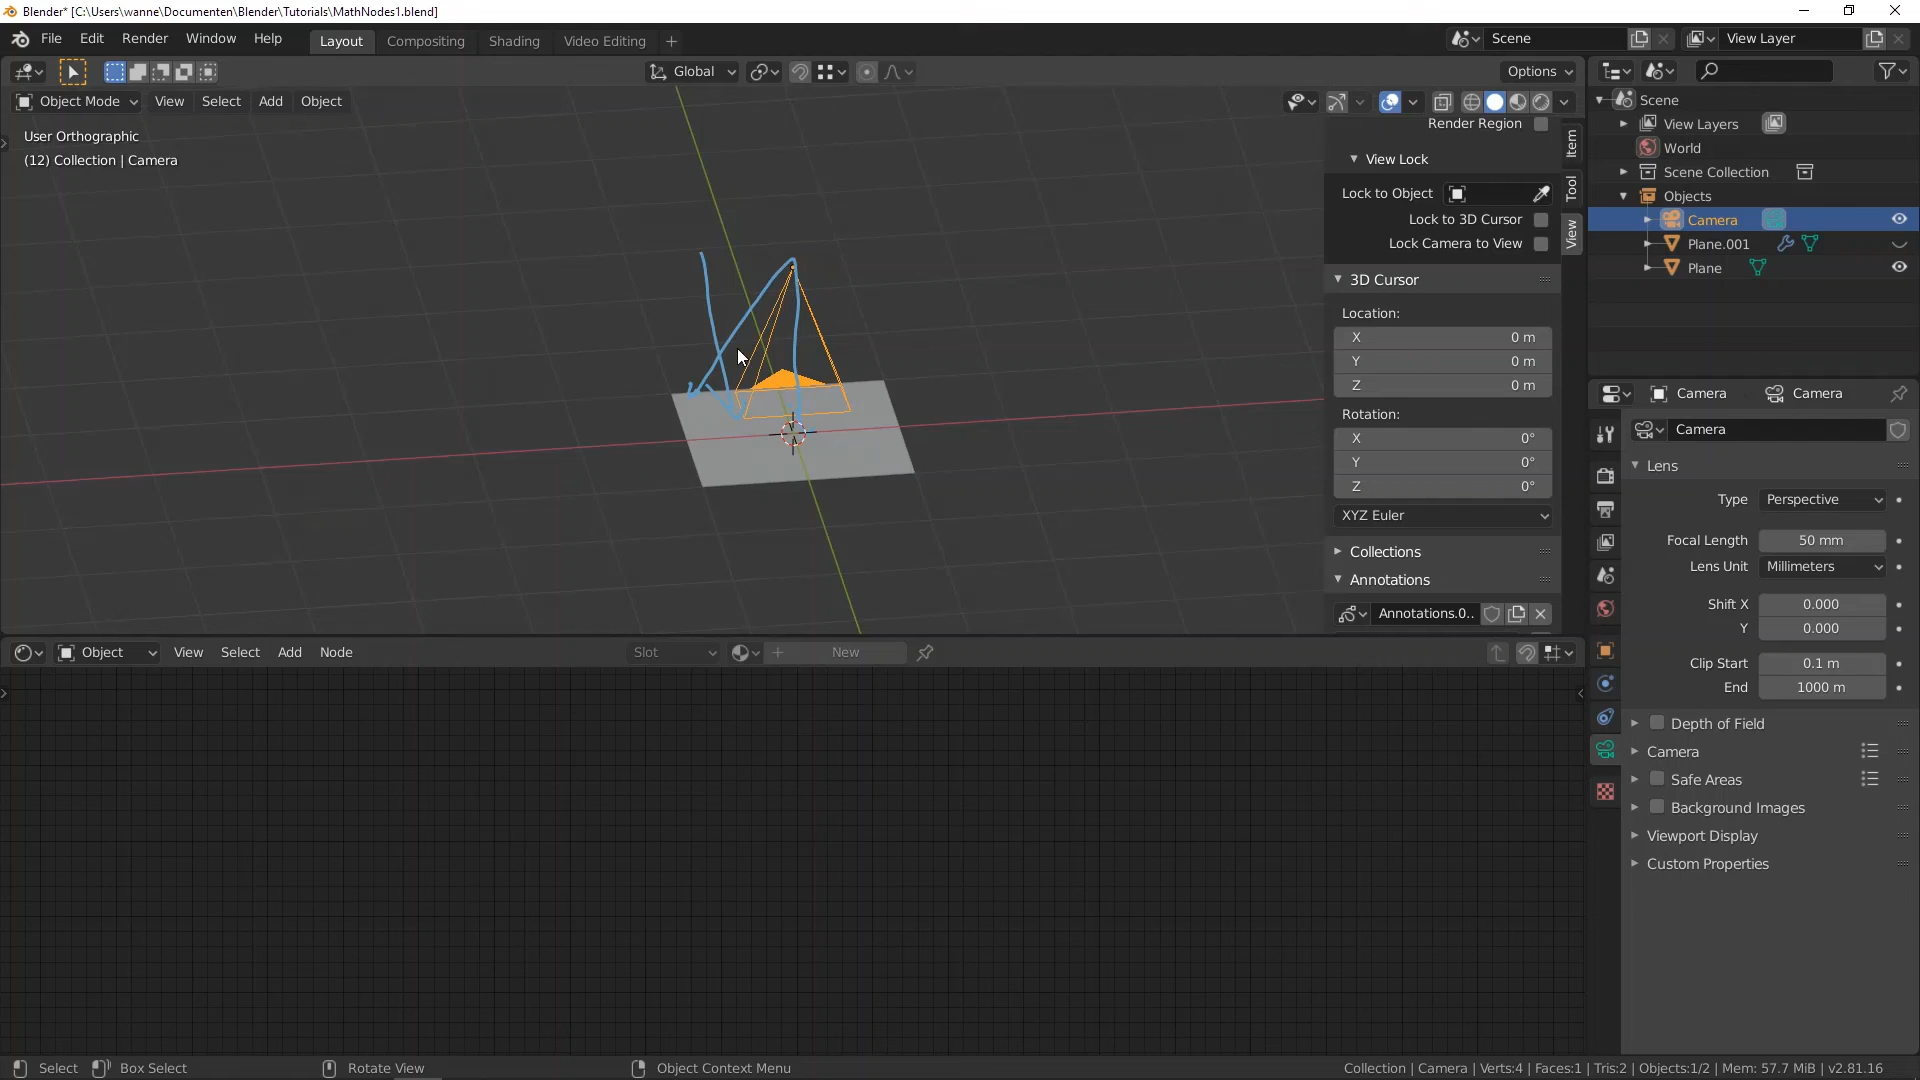 Blender* [C:\Users\wanne\Documenten\Blender\Tutorials\MathNodes1.blend]
File Edit Render Window Help Layout Compositing Shading Video Editing + Scene View Layer
Global Options
Object Mode View Select Add Object
User Orthographic
(12) Collection | Camera
Render Region
View Lock
Lock to Object
Lock to 3D Cursor
Lock Camera to View
3D Cursor
Location:
X 0 m
Y 0 m
Z 0 m
Rotation:
X 0°
Y 0°
Z 0°
XYZ Euler
Collections
Annotations
Annotations.0..
Item
Tool
View
Scene
View Layers
World
Scene Collection
Objects
Camera
Plane.001
Plane
Camera Camera
Camera
Lens
Type Perspective
Focal Length 50 mm
Lens Unit Millimeters
Shift X 0.000
Y 0.000
Clip Start 0.1 m
End 1000 m
Depth of Field
Camera
Safe Areas
Background Images
Viewport Display
Custom Properties
Object View Select Add Node Slot New
Select Box Select Rotate View Object Context Menu Collection | Camera | Verts:4 | Faces:1 | Tris:2 | Objects:1/2 | Mem: 57.7 MiB | v2.81.16